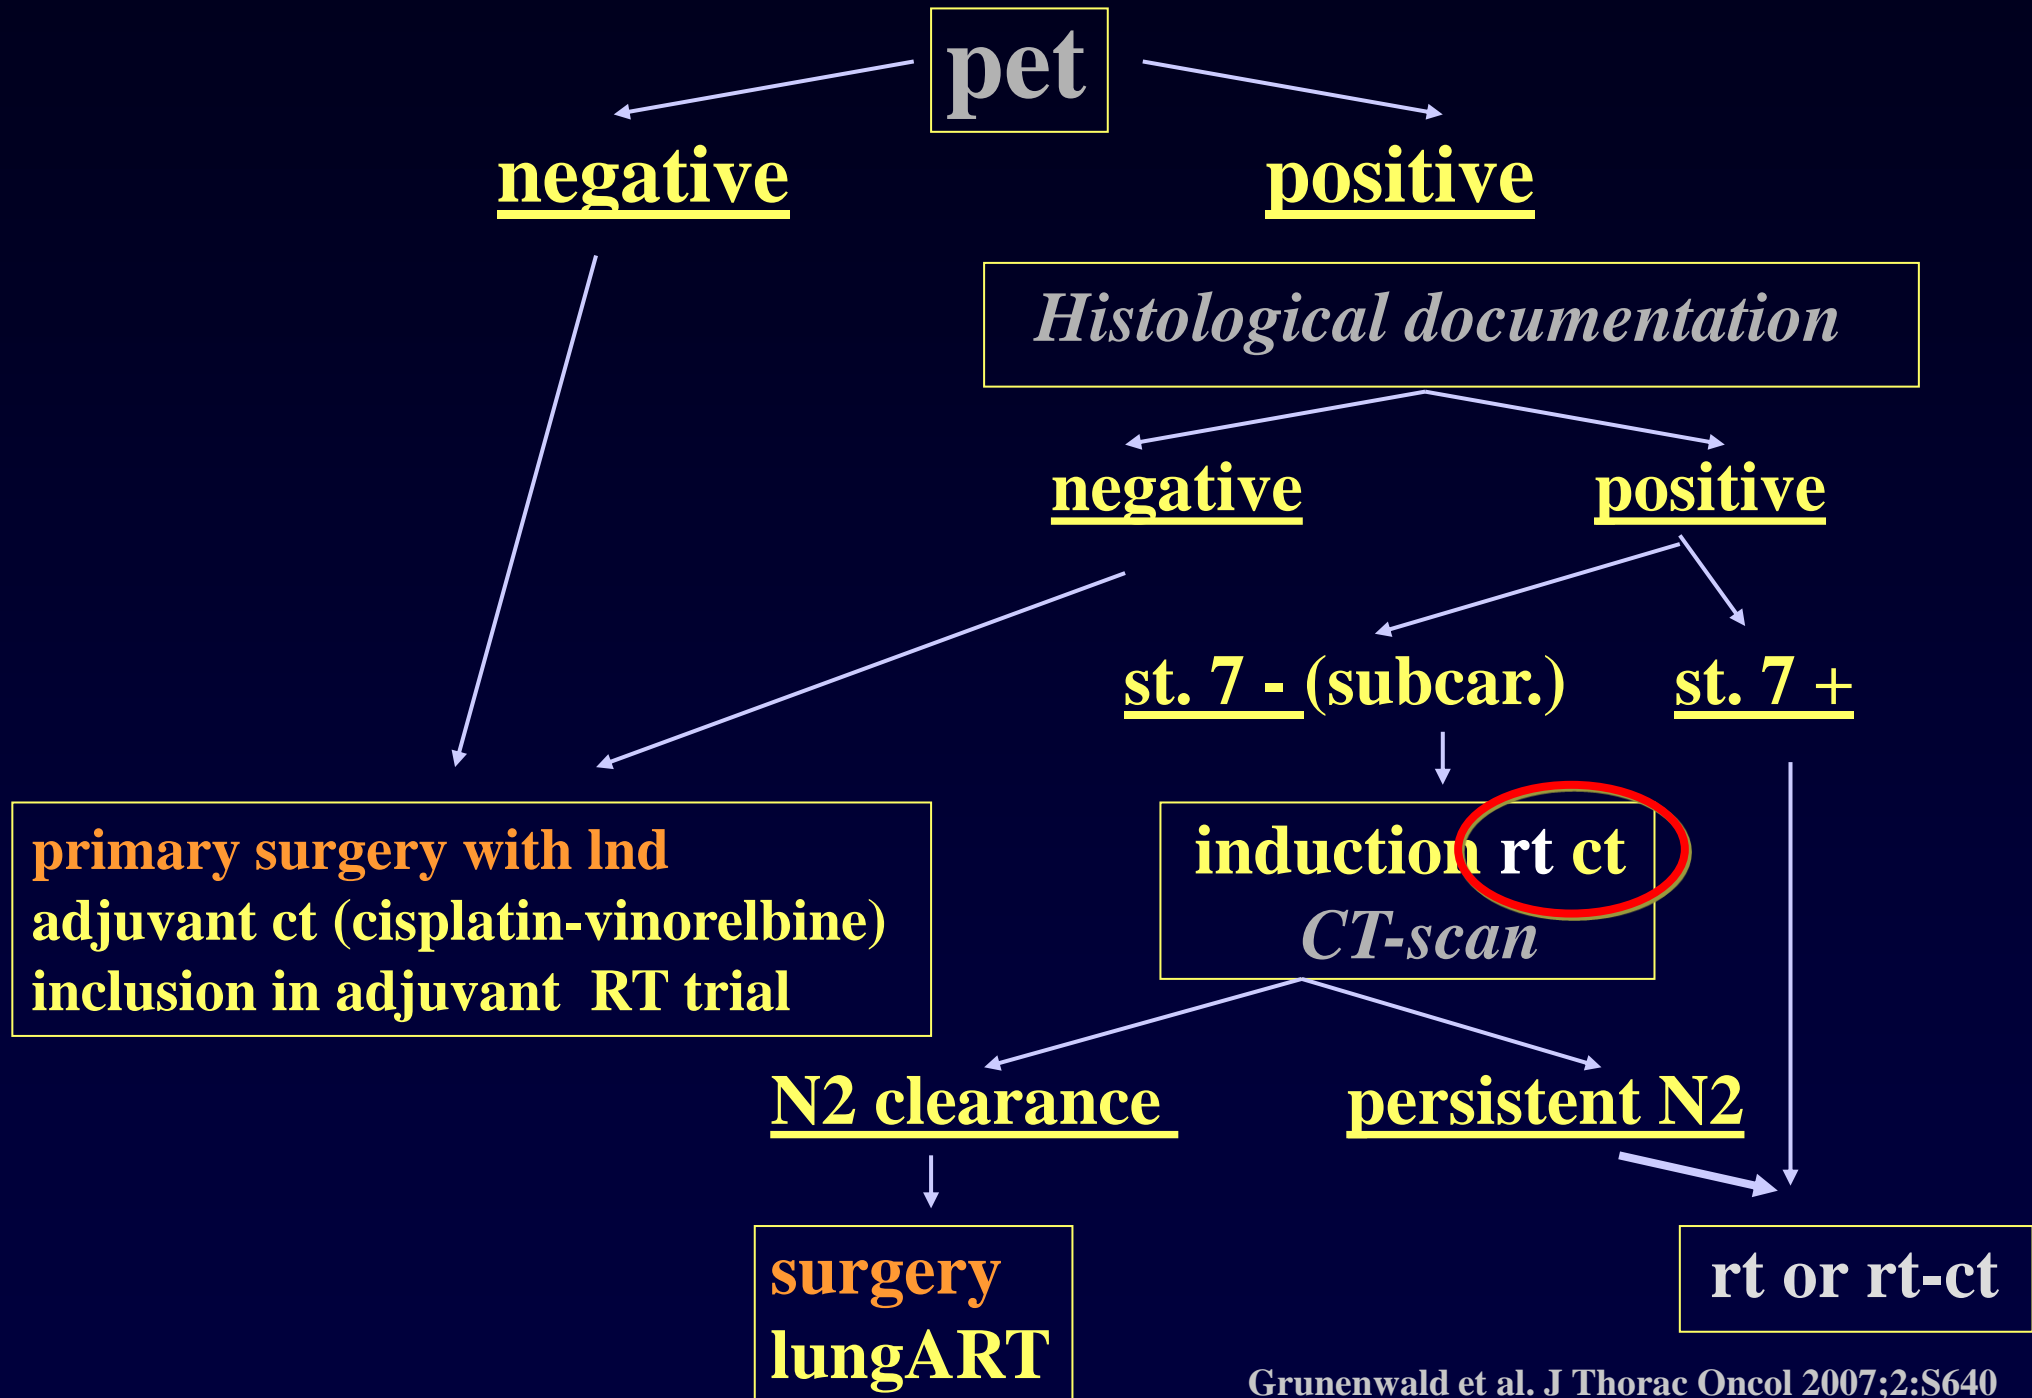 pet
negative
positive
Histological documentation
negative
positive
st. 7 - (subcar.)
st. 7 +
primary surgery with lnd
adjuvant ct (cisplatin-vinorelbine)
inclusion in adjuvant  RT trial
induction rt ct
CT-scan
N2 clearance
persistent N2
surgery
lungART
rt or rt-ct
Grunenwald et al. J Thorac Oncol 2007;2:S640